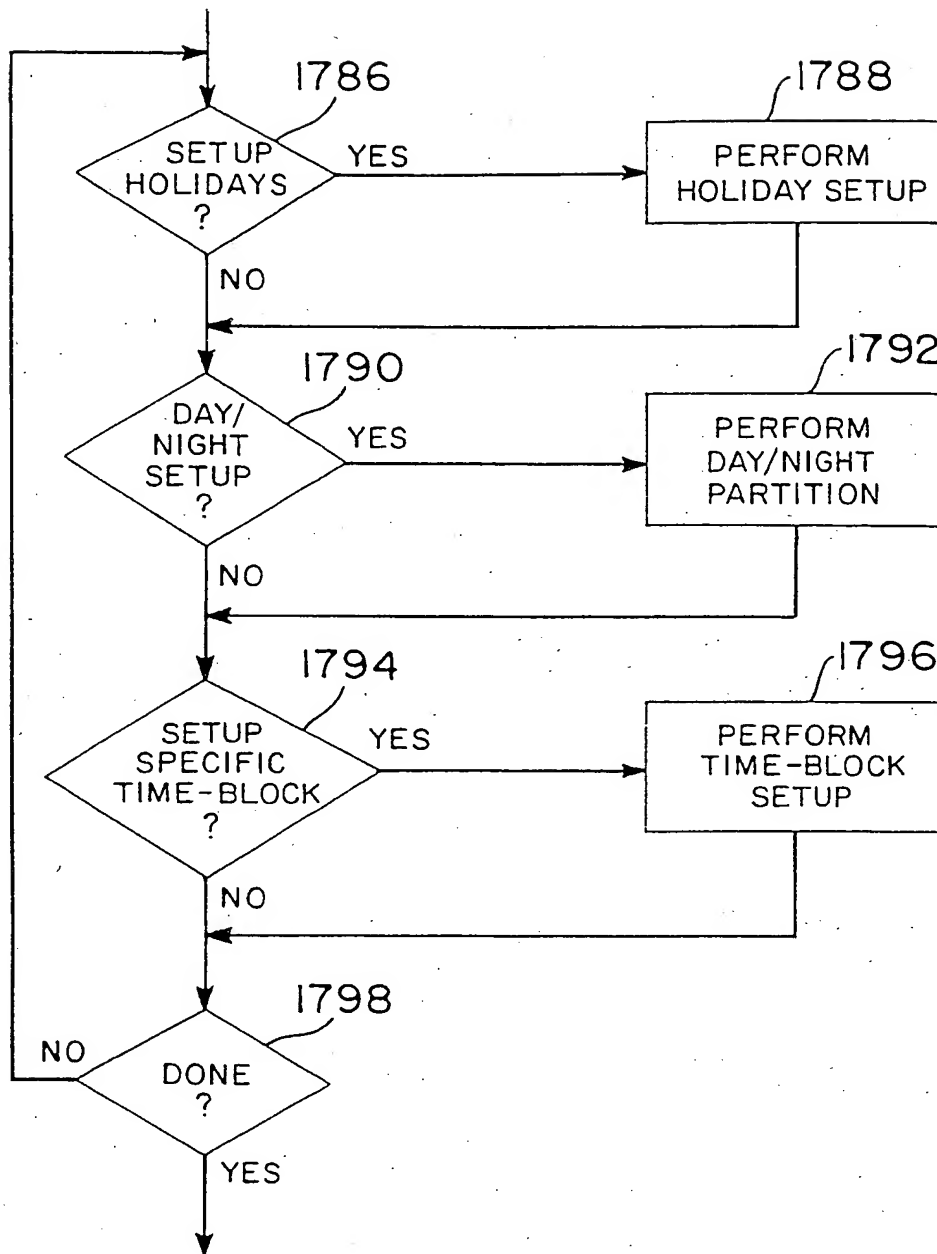 1786
SETUP
HOLIDAYS
?
YES
1788
PERFORM
HOLIDAY SETUP
NO
1790
DAY/
NIGHT
SETUP
?
YES
1792
PERFORM
DAY/NIGHT
PARTITION
NO
1794
SETUP
SPECIFIC
TIME-BLOCK
?
YES
1796
PERFORM
TIME-BLOCK
SETUP
NO
1798
DONE
?
NO
YES